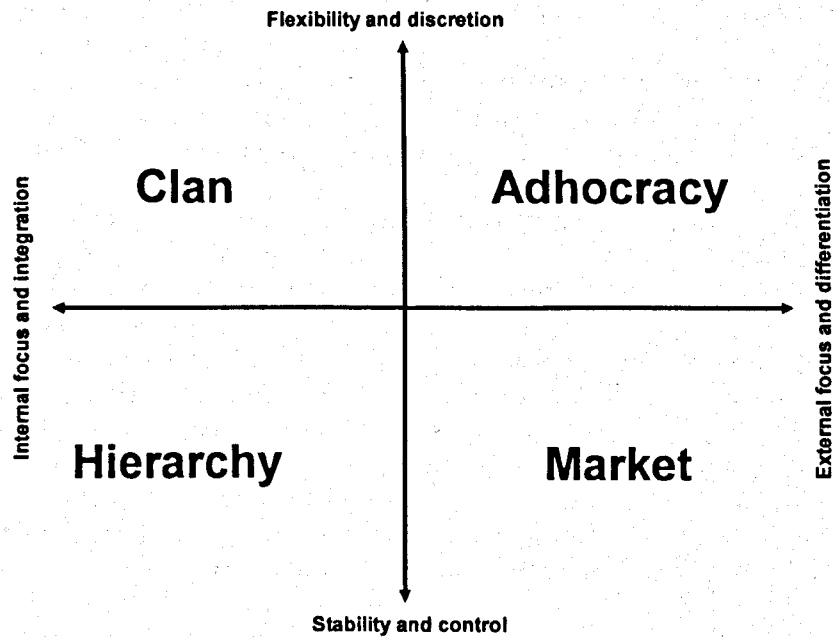 Flexibility and discretion
Clan
Adhocracy
Internal focus and integration
External focus and differentiation
Hierarchy
Market
Stability and control